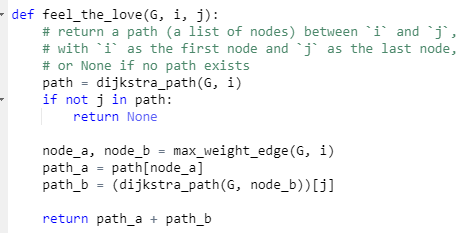 def feel_the_love(G, i, j):
    # return a path (a list of nodes) between `i` and `j`,
    # with `i` as the first node and `j` as the last node,
    # or None if no path exists
    path = dijkstra_path(G, i)
    if not j in path:
        return None

    node_a, node_b = max_weight_edge(G, i)
    path_a = path[node_a]
    path_b = (dijkstra_path(G, node_b))[j]

    return path_a + path_b